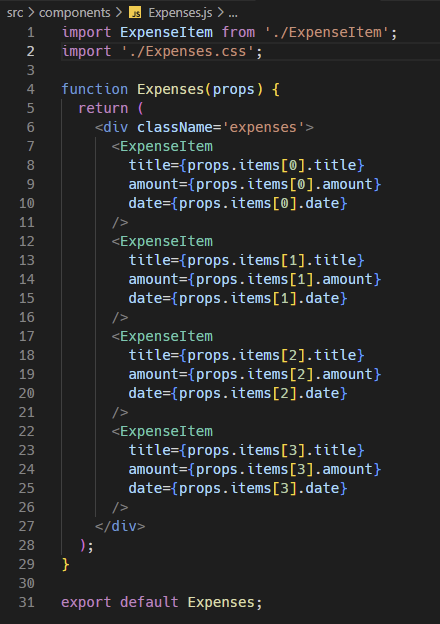 src > components > JS Expenses.js > ...
1 import ExpenseItem from './ExpenseItem';
2 import './Expenses.css';
3
4 function Expenses(props) {
5   return (
6     <div className='expenses'>
7       <ExpenseItem
8         title={props.items[0].title}
9         amount={props.items[0].amount}
10         date={props.items[0].date}
11       />
12       <ExpenseItem
13         title={props.items[1].title}
14         amount={props.items[1].amount}
15         date={props.items[1].date}
16       />
17       <ExpenseItem
18         title={props.items[2].title}
19         amount={props.items[2].amount}
20         date={props.items[2].date}
21       />
22       <ExpenseItem
23         title={props.items[3].title}
24         amount={props.items[3].amount}
25         date={props.items[3].date}
26       />
27     </div>
28   );
29 }
30
31 export default Expenses;